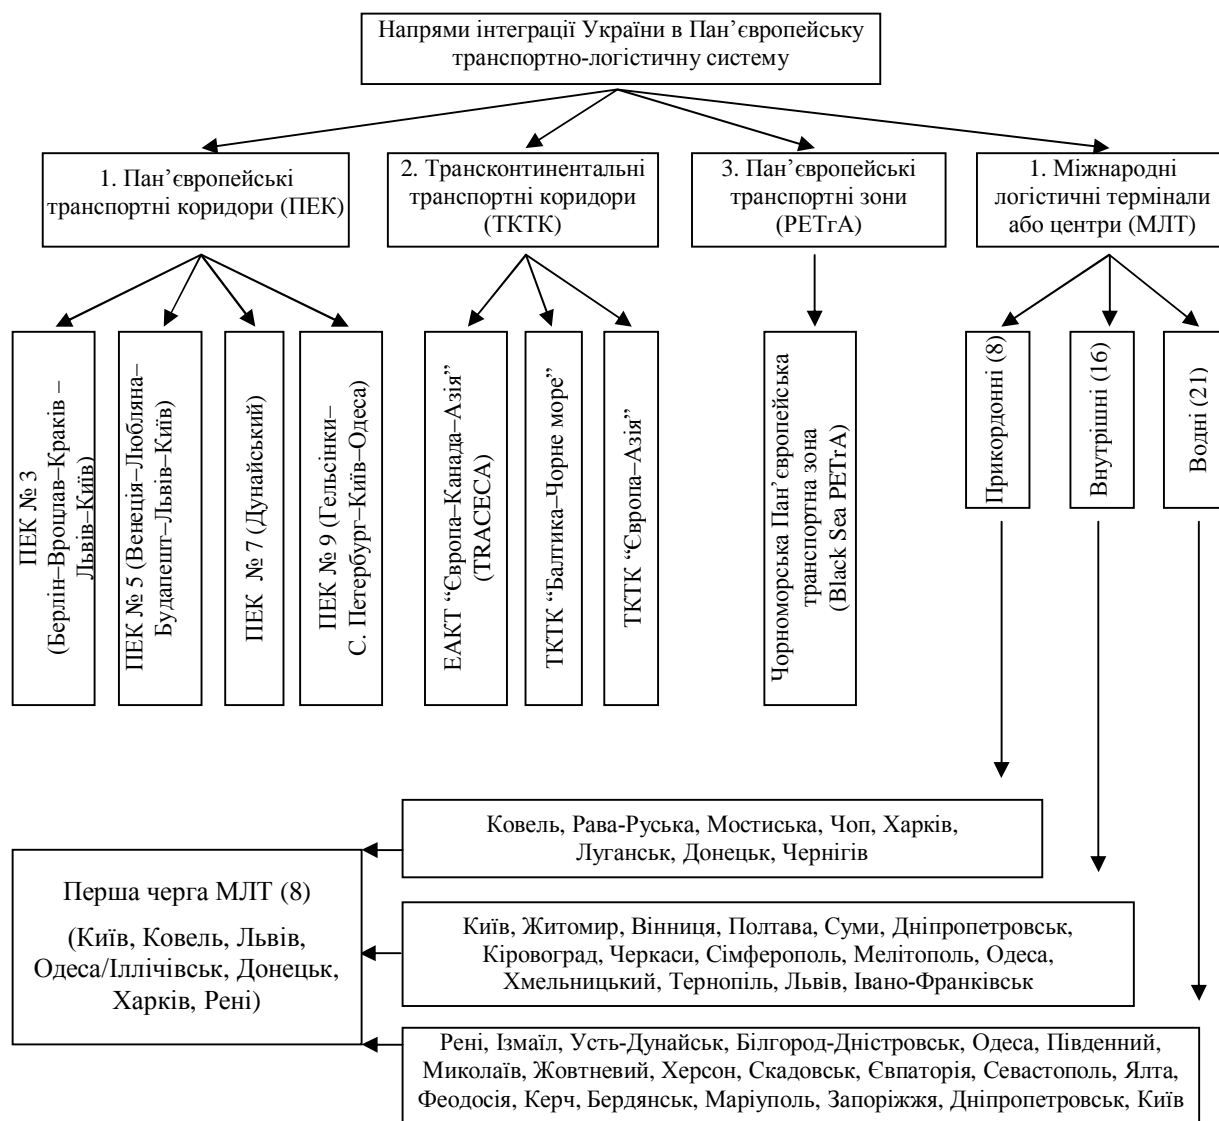 Напрями інтеграції України в Пан’європейську
транспортно-логістичну систему
1. Пан’європейські
транспортні коридори (ПЕК)
2. Трансконтинентальні
транспортні коридори
(ТКТК)
3. Пан’європейські
транспортні зони
(РЕТгА)
1. Міжнародні
логістичні термінали
або центри (МЛТ)
ПЕК № 3
(Берлін–Вроцлав–Краків –
Львів–Київ)
ПЕК № 5 (Венеція–Любляна–
Будапешт–Львів–Київ)
ПЕК № 7 (Дунайський)
ПЕК № 9 (Гельсінки–
С. Петербург–Київ–Одеса)
ЕАКТ “Європа–Канада–Азія”
(TRACECA)
ТКТК “Балтика–Чорне море”
ТКТК “Європа–Азія”
Чорноморська Пан’європейська
транспортна зона
(Black Sea PETrA)
Прикордонні (8)
Внутрішні (16)
Водні (21)
Ковель, Рава-Руська, Мостиська, Чоп, Харків,
Луганськ, Донецьк, Чернігів
Перша черга МЛТ (8)
(Київ, Ковель, Львів,
Одеса/Іллічівськ, Донецьк,
Харків, Рені)
Київ, Житомир, Вінниця, Полтава, Суми, Дніпропетровськ,
Кіровоград, Черкаси, Сімферополь, Мелітополь, Одеса,
Хмельницький, Тернопіль, Львів, Івано-Франківськ
Рені, Ізмаїл, Усть-Дунайськ, Білгород-Дністровськ, Одеса, Південний,
Миколаїв, Жовтневий, Херсон, Скадовськ, Євпаторія, Севастополь, Ялта,
Феодосія, Керч, Бердянськ, Маріуполь, Запоріжжя, Дніпропетровськ, Київ